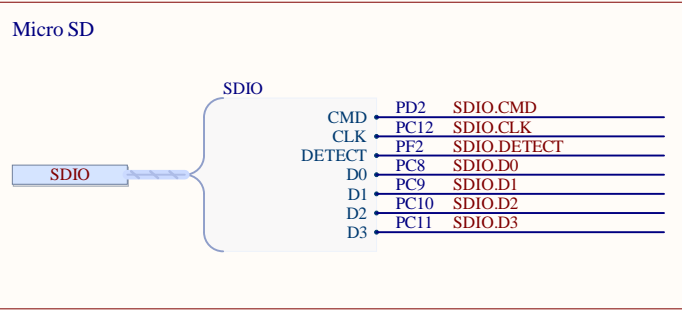 Micro SD
SDIO
CMD PD2 SDIO.CMD
CLK PC12 SDIO.CLK
DETECT PF2 SDIO.DETECT
SDIO D0 PC8 SDIO.D0
D1 PC9 SDIO.D1
D2 PC10 SDIO.D2
D3 PC11 SDIO.D3